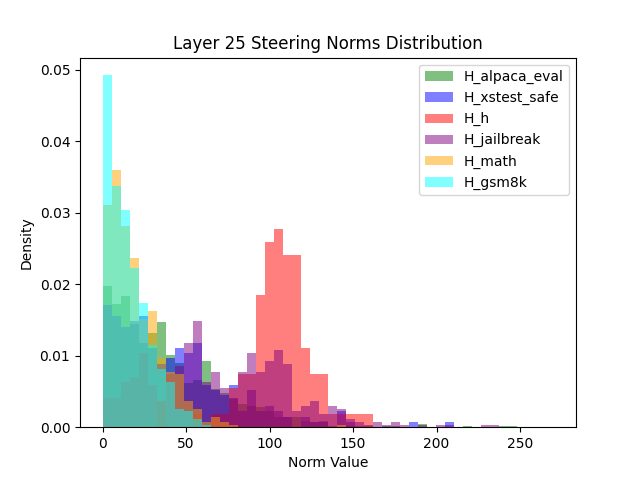 Layer 25 Steering Norms Distribution
H_alpaca_eval
H_xstest_safe
H_h
H_jailbreak
H_math
H_gsm8k
Density
0.05
0.04
0.03
0.02
0.01
0.00
0
50
100
150
200
250
Norm Value